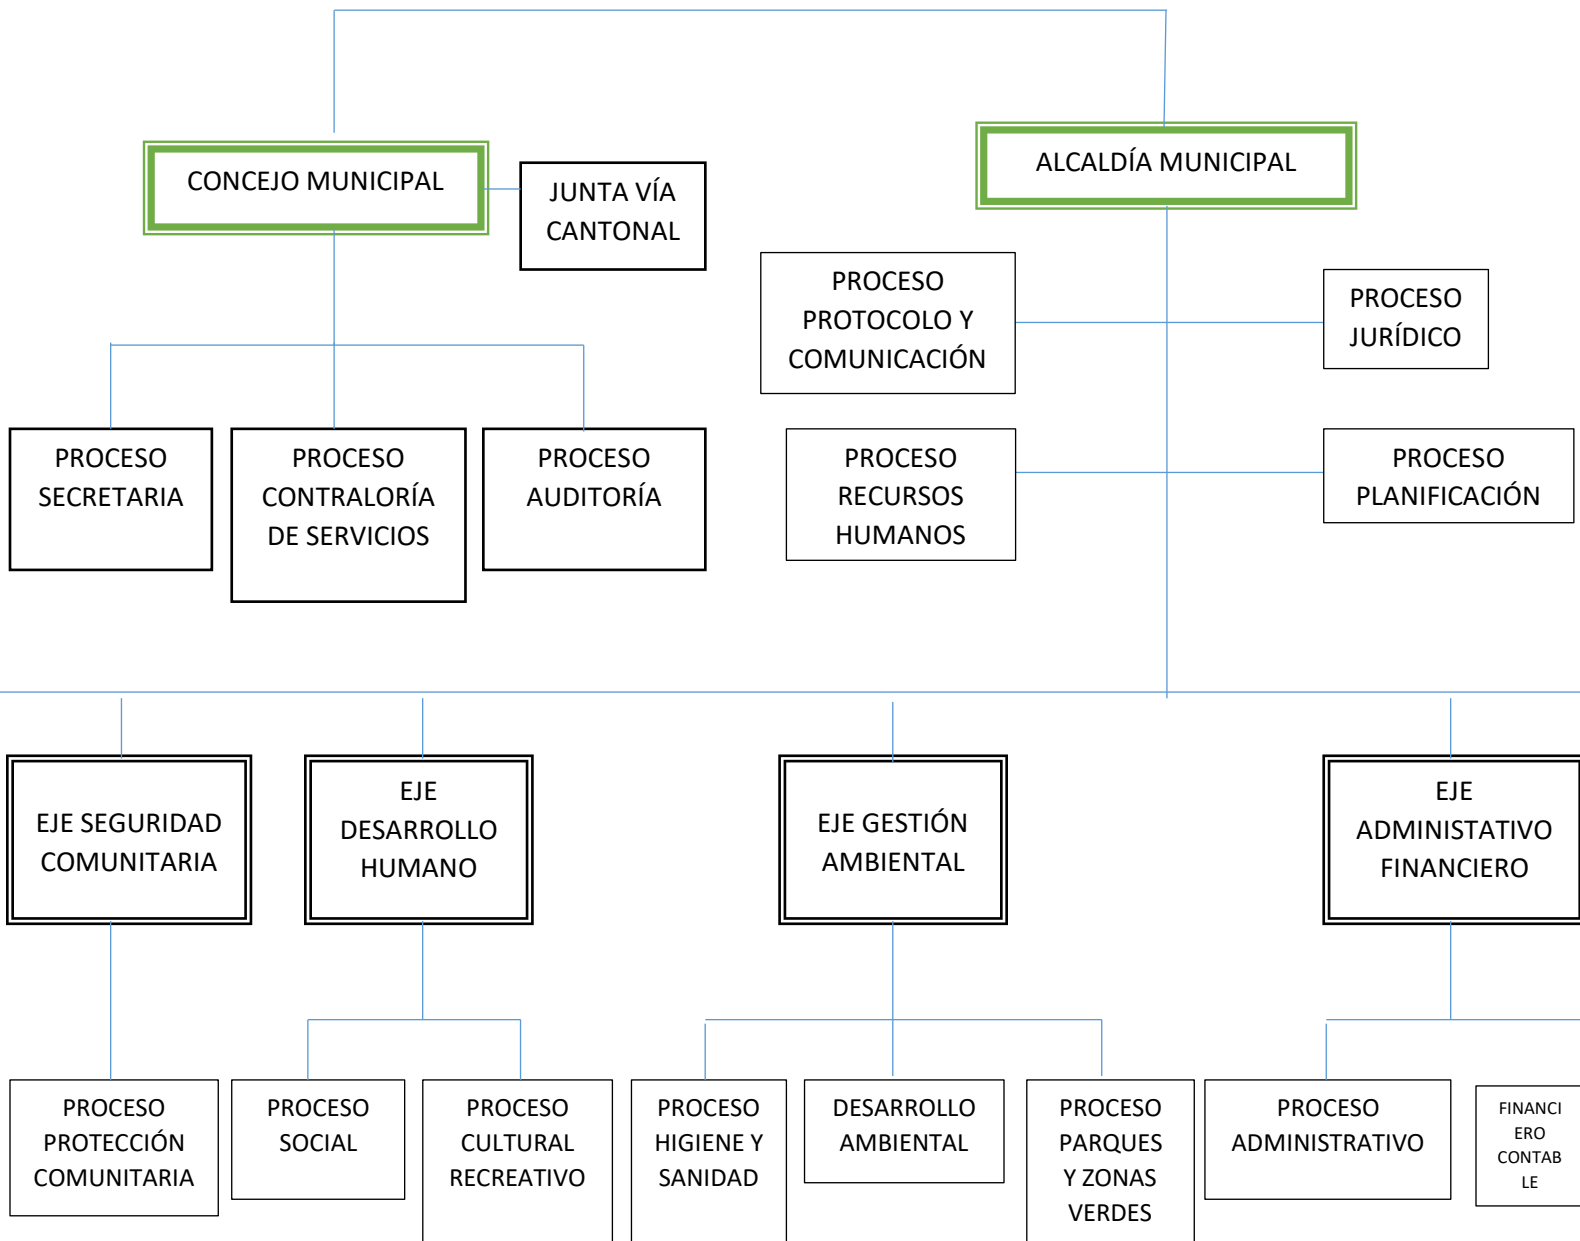 CONCEJO MUNICIPAL
JUNTA VÍA
CANTONAL
ALCALDÍA MUNICIPAL
PROCESO
PROTOCOLO Y
COMUNICACIÓN
PROCESO
JURÍDICO
PROCESO
SECRETARIA
PROCESO
CONTRALORÍA
DE SERVICIOS
PROCESO
AUDITORÍA
PROCESO
RECURSOS
HUMANOS
PROCESO
PLANIFICACIÓN
EJE SEGURIDAD
COMUNITARIA
EJE
DESARROLLO
HUMANO
EJE GESTIÓN
AMBIENTAL
EJE
ADMINISTATIVO
FINANCIERO
PROCESO
PROTECCIÓN
COMUNITARIA
PROCESO
SOCIAL
PROCESO
CULTURAL
RECREATIVO
PROCESO
HIGIENE Y
SANIDAD
DESARROLLO
AMBIENTAL
PROCESO
PARQUES
Y ZONAS
VERDES
PROCESO
ADMINISTRATIVO
FINANCI
ERO
CONTAB
LE